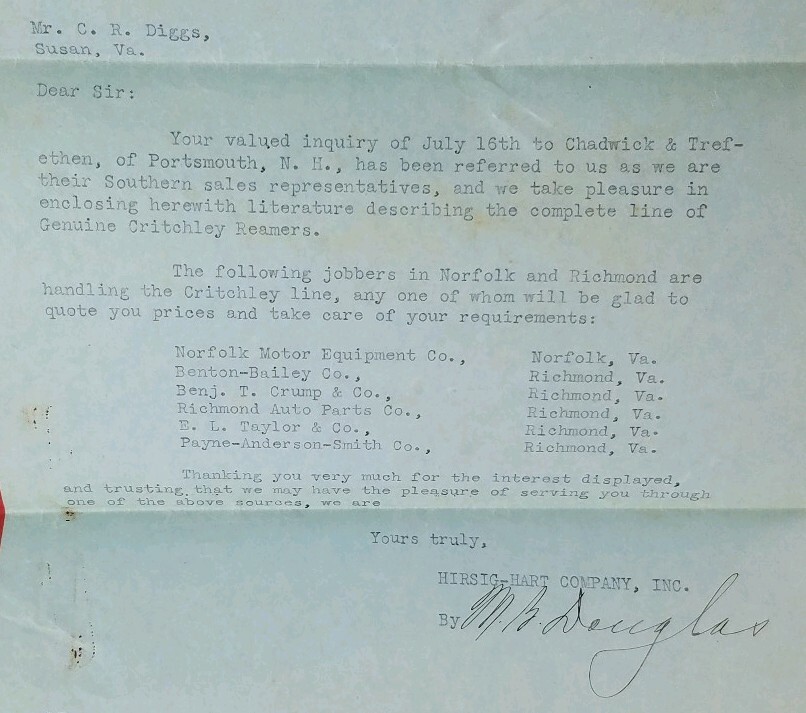 Mr. C. R. Diggs,
Susan, Va.
Dear Sir:
Your valued inquiry of July 16th to Chadwick & Tref-
ethen, of Portsmouth, N. H., has been referred to us as we are
their Southern sales representatives, and we take pleasure in
enclosing herewith literature describing the complete line of
Genuine Critchley Reamers.
The following jobbers in Norfolk and Richmond are
handling the Critchley line, any one of whom will be glad to
quote you prices and take care of your requirements:
Norfolk Motor Equipment Co., Norfolk, Va.
Benton-Bailey Co., Richmond, Va.
Benj. T. Crump & Co., Richmond, Va.
Richmond Auto Parts Co., Richmond, Va.
E. L. Taylor & Co., Richmond, Va.
Payne-Anderson-Smith Co., Richmond, Va.
Thanking you very much for the interest displayed,
and trusting that we may have the pleasure of serving you through
one of the above sources, we are
Yours truly,
HIRSIG-HART COMPANY, INC.
By M. B. Douglas